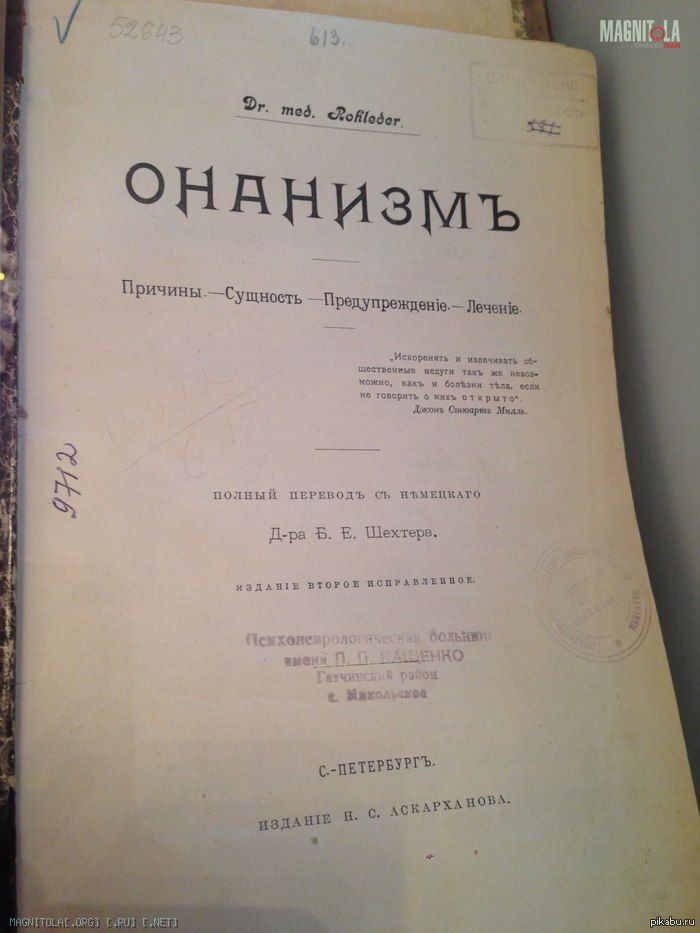 52643
613.
MAGNITOLA
Dr. med. Rohleder.
ОНАНИЗМЪ
Причины.—Сущность —Предупрежденіе.— Леченіе.
„Искоренять и излечивать об-
щественные недуги такъ же невоз-
можно, какъ и болѣзни тѣла, если
не говорить о нихъ открыто“.
Джонъ Стюартъ Милль.
9712
ПОЛНЫЙ ПЕРЕВОДЪ СЪ НѢМЕЦКАГО
Д-ра Б. Е. Шехтера.
ИЗДАНІЕ ВТОРОЕ ИСПРАВЛЕННОЕ.
Психоневрологическая больница
имени П. П. КАЩЕНКО
Гатчинский район
с. Никольское
С.-ПЕТЕРБУРГЪ.
ИЗДАНІЕ Н. С. АСКАРХАНОВА.
MAGNITOLA[.ORG] [.RU] [.NET]
pikabu.ru